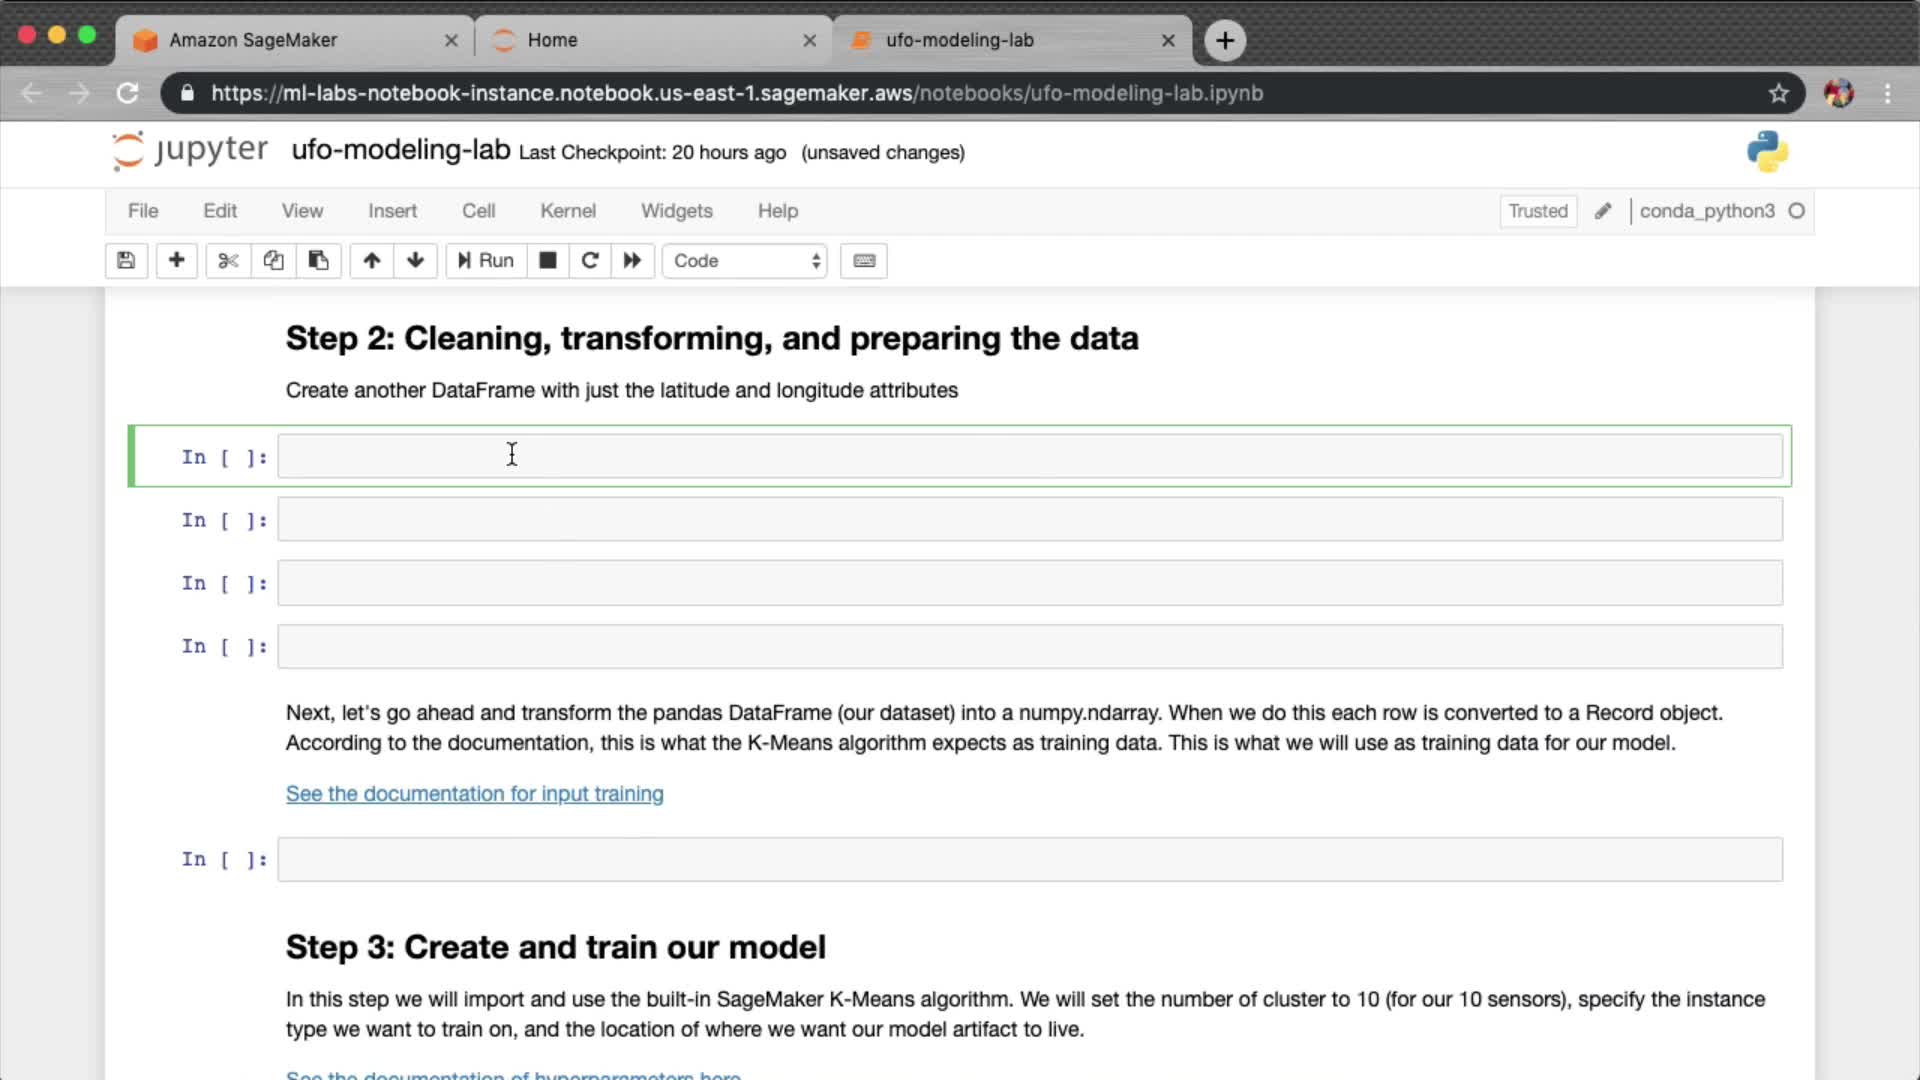 Amazon SageMaker
Home
ufo-modeling-lab
https://ml-labs-notebook-instance.notebook.us-east-1.sagemaker.aws/notebooks/ufo-modeling-lab.ipynb
jupyter ufo-modeling-lab Last Checkpoint: 20 hours ago (unsaved changes)
File Edit View Insert Cell Kernel Widgets Help Trusted conda_python3
Run Code
Step 2: Cleaning, transforming, and preparing the data
Create another DataFrame with just the latitude and longitude attributes
In [ ]:
In [ ]:
In [ ]:
In [ ]:
Next, let's go ahead and transform the pandas DataFrame (our dataset) into a numpy.ndarray. When we do this each row is converted to a Record object.
According to the documentation, this is what the K-Means algorithm expects as training data. This is what we will use as training data for our model.
See the documentation for input training
In [ ]:
Step 3: Create and train our model
In this step we will import and use the built-in SageMaker K-Means algorithm. We will set the number of cluster to 10 (for our 10 sensors), specify the instance
type we want to train on, and the location of where we want our model artifact to live.
See the documentation of hyperparameters here